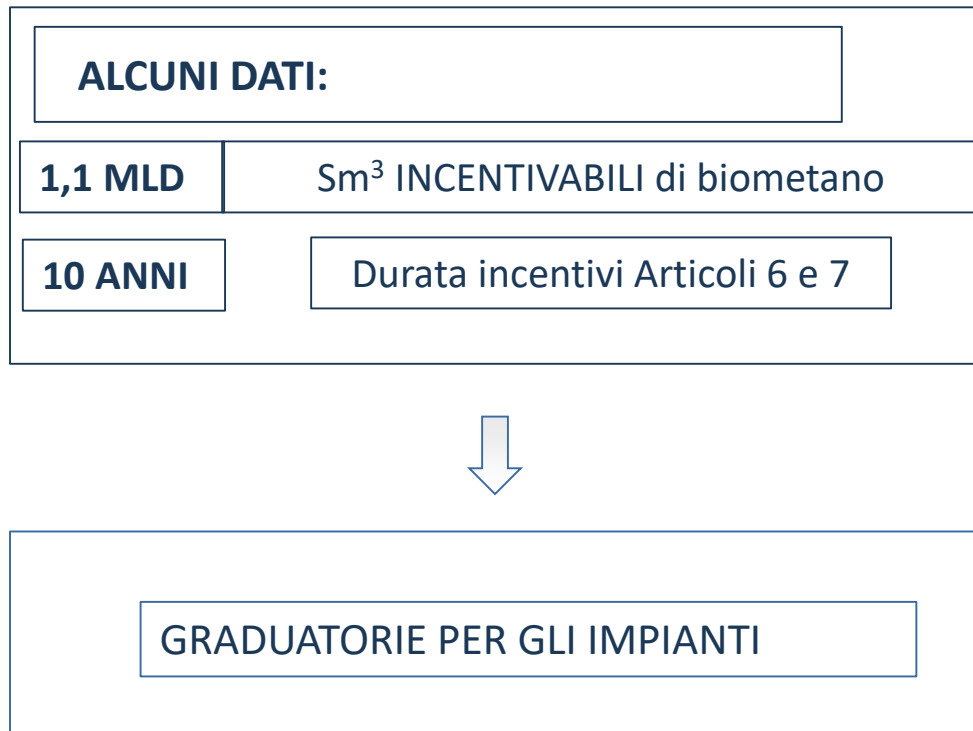 ALCUNI DATI:
1,1 MLD Sm³ INCENTIVABILI di biometano
10 ANNI Durata incentivi Articoli 6 e 7
GRADUATORIE PER GLI IMPIANTI